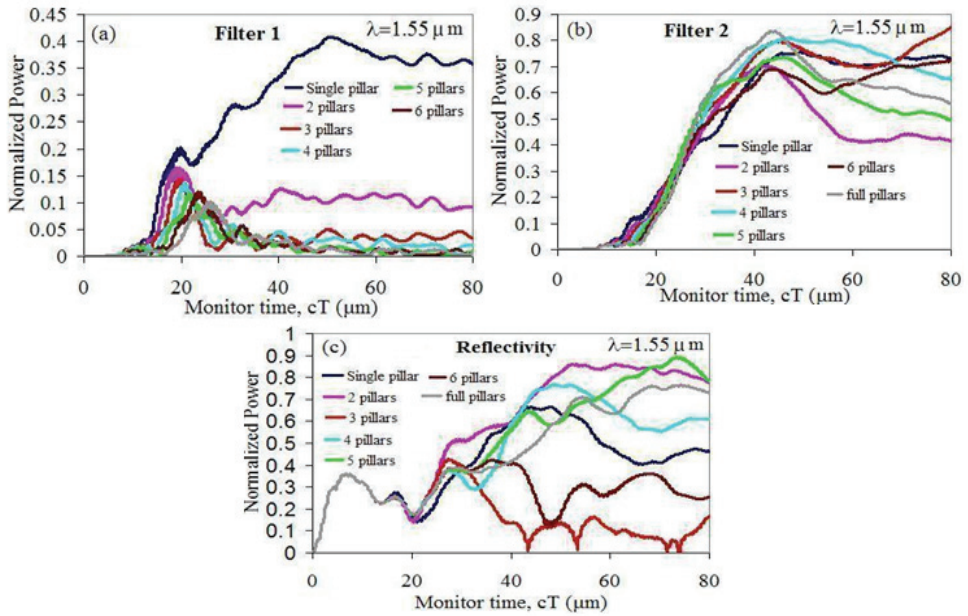 (a) Filter 1 λ=1.55 μm
Normalized Power
0.45
0.4
0.35
0.3
0.25
0.2
0.15
0.1
0.05
0
Single pillar
2 pillars
3 pillars
4 pillars
5 pillars
6 pillars
0 20 40 60 80
Monitor time, cT (μm)
(b) Filter 2 λ=1.55 μm
Normalized Power
0.9
0.8
0.7
0.6
0.5
0.4
0.3
0.2
0.1
0
Single pillar
2 pillars
3 pillars
4 pillars
5 pillars
6 pillars
full pillars
0 20 40 60 80
Monitor time, cT (μm)
(c) Reflectivity λ=1.55 μm
Normalized Power
1
0.9
0.8
0.7
0.6
0.5
0.4
0.3
0.2
0.1
0
Single pillar
2 pillars
3 pillars
4 pillars
5 pillars
6 pillars
full pillars
0 20 40 60 80
Monitor time, cT (μm)